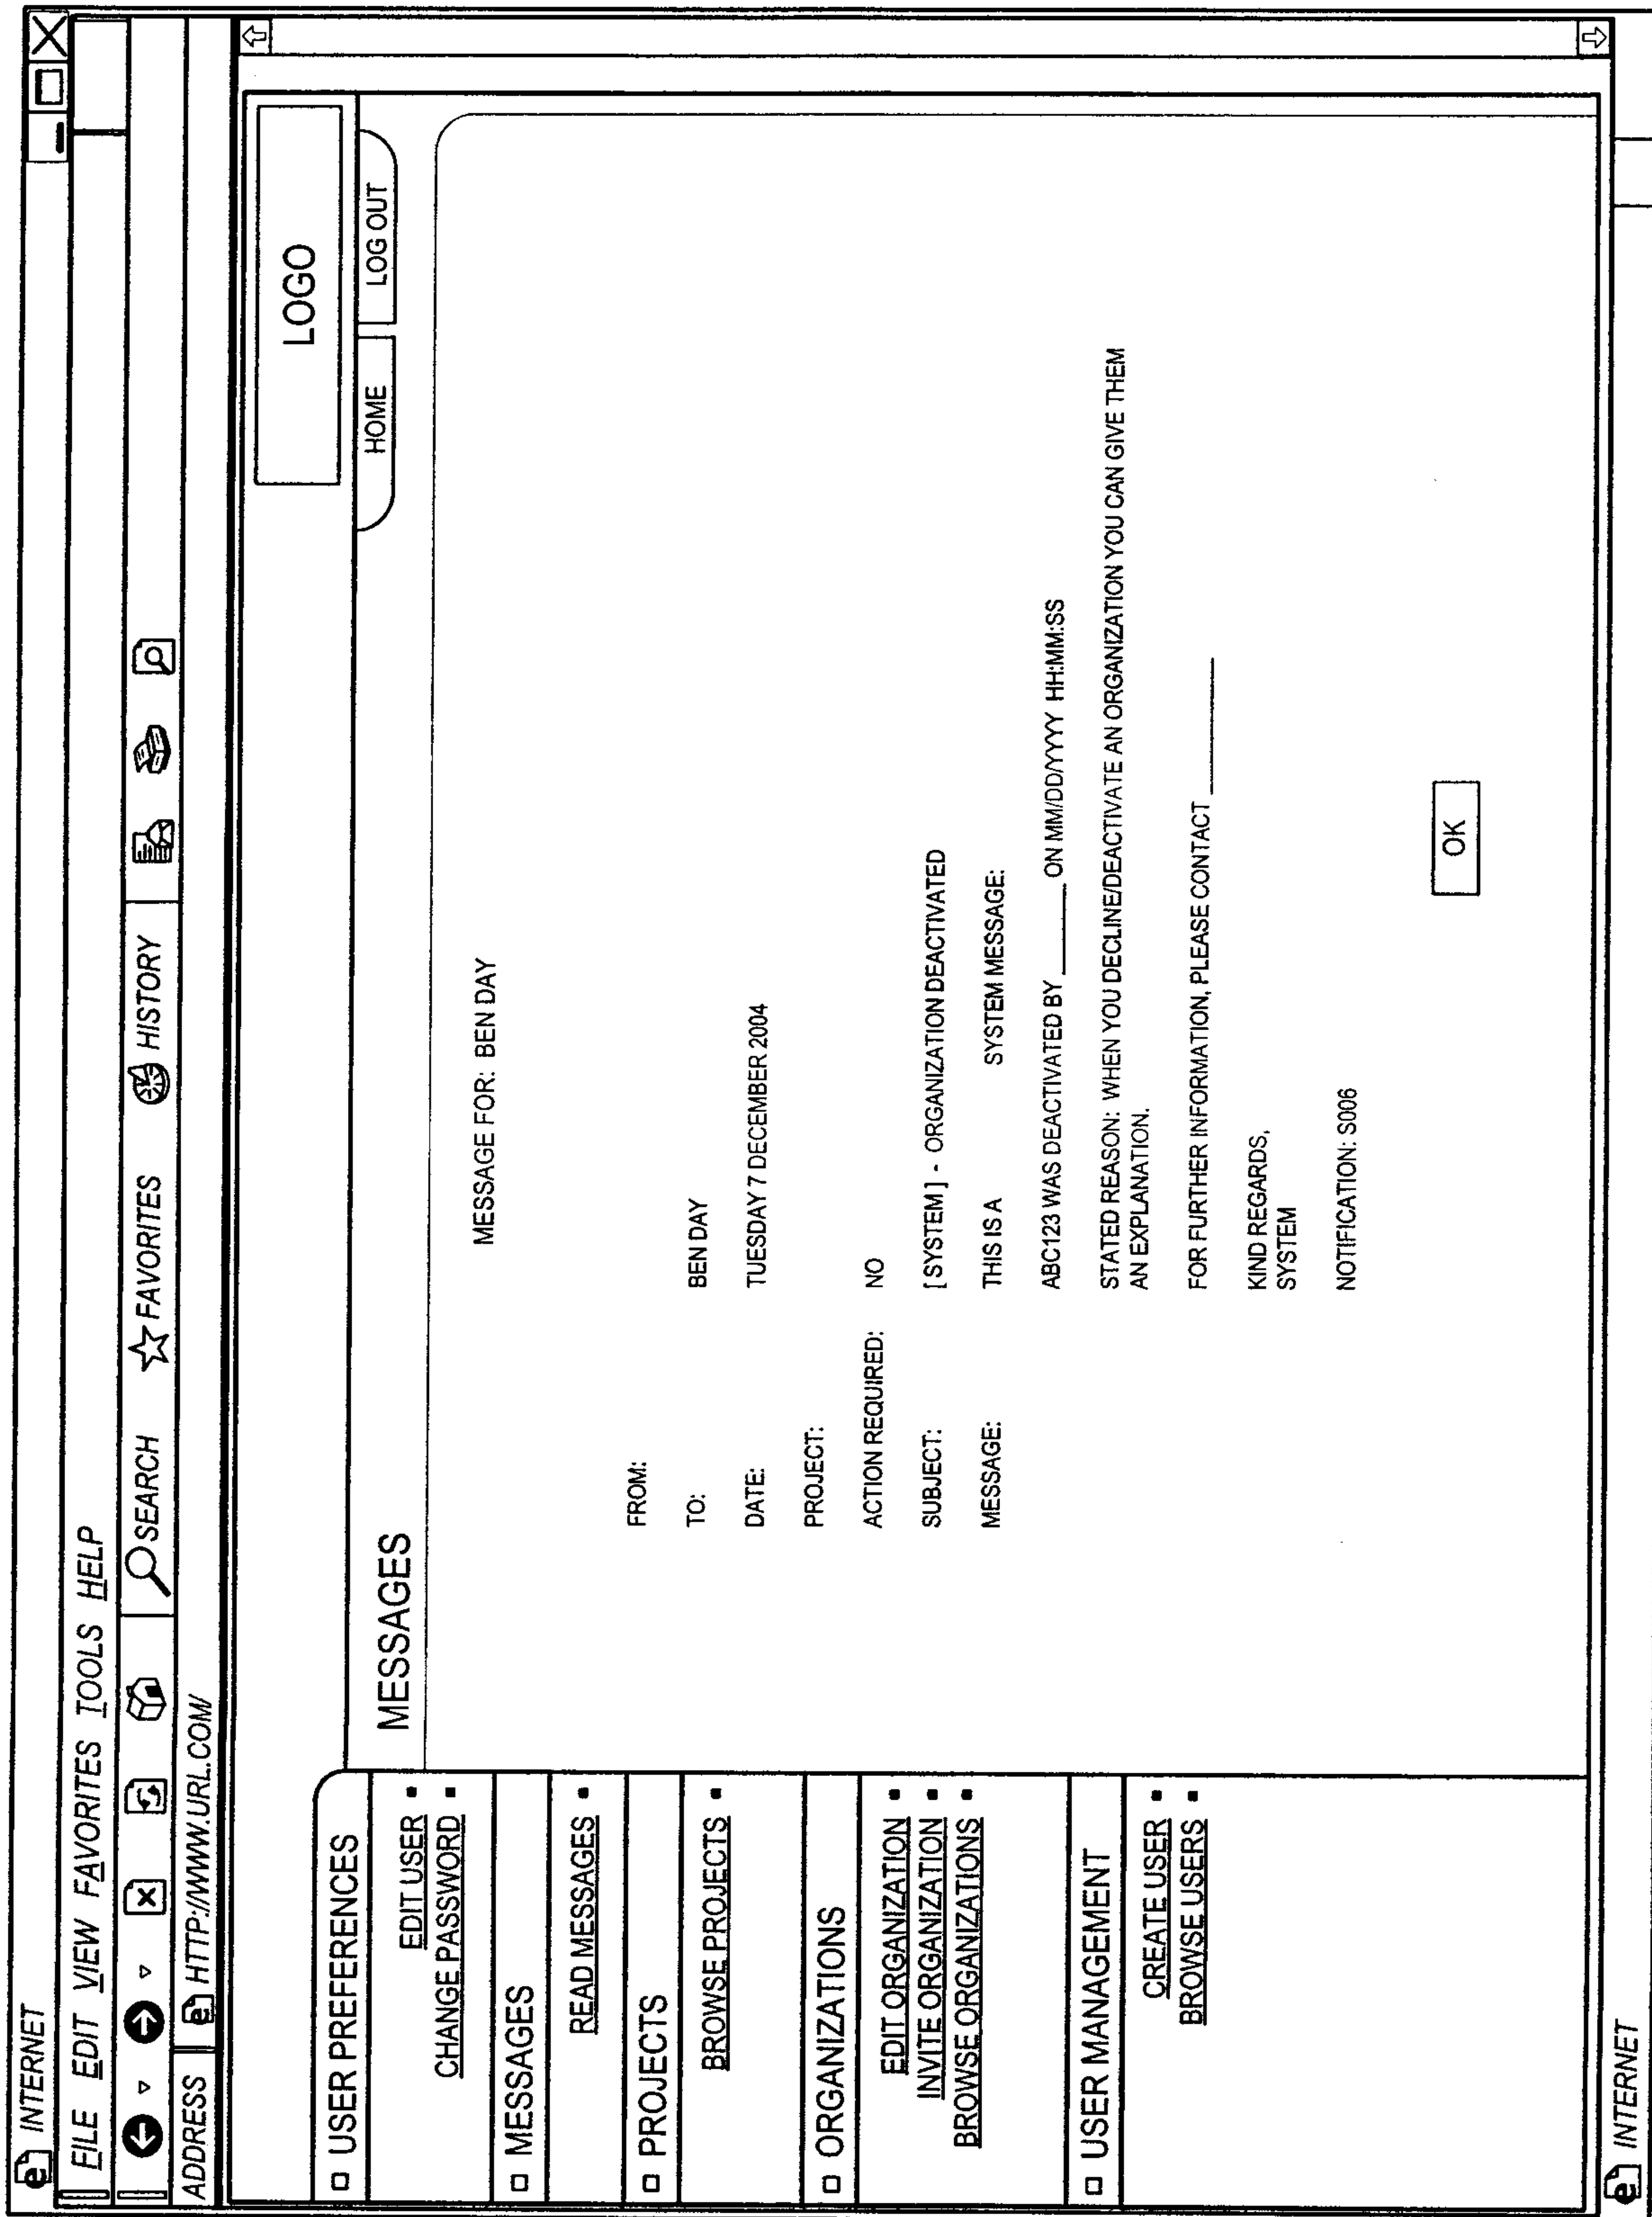 INTERNET
FILE EDIT VIEW FAVORITES TOOLS HELP
SEARCH FAVORITES HISTORY
ADDRESS HTTP://WWW.URL.COM/
LOGO
HOME LOG OUT
USER PREFERENCES
EDIT USER
CHANGE PASSWORD
MESSAGES
READ MESSAGES
PROJECTS
BROWSE PROJECTS
ORGANIZATIONS
EDIT ORGANIZATION
INVITE ORGANIZATION
BROWSE ORGANIZATIONS
USER MANAGEMENT
CREATE USER
BROWSE USERS
MESSAGES
MESSAGE FOR: BEN DAY
FROM:
TO: BEN DAY
DATE: TUESDAY 7 DECEMBER 2004
PROJECT:
ACTION REQUIRED: NO
SUBJECT: [SYSTEM] - ORGANIZATION DEACTIVATED
MESSAGE: THIS IS A SYSTEM MESSAGE:
ABC123 WAS DEACTIVATED BY ______ ON MM/DD/YYYY HH:MM:SS
STATED REASON: WHEN YOU DECLINE/DEACTIVATE AN ORGANIZATION YOU CAN GIVE THEM
AN EXPLANATION.
FOR FURTHER INFORMATION, PLEASE CONTACT __________
KIND REGARDS,
SYSTEM
NOTIFICATION: S006
OK
INTERNET